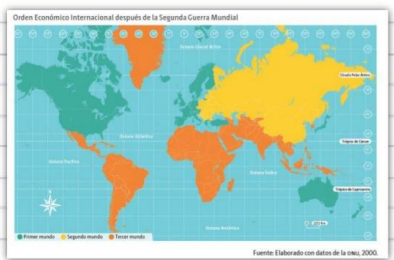 Orden Económico Internacional después de la Segunda Guerra Mundial
Océano Glacial Ártico
Círculo Polar Ártico
Océano Atlántico
Trópico de Cáncer
Océano Pacífico
Océano Índico
Trópico de Capricornio
Océano Antártico
Primer mundo Segundo mundo Tercer mundo
Fuente: Elaborado con datos de la ONU, 2000.